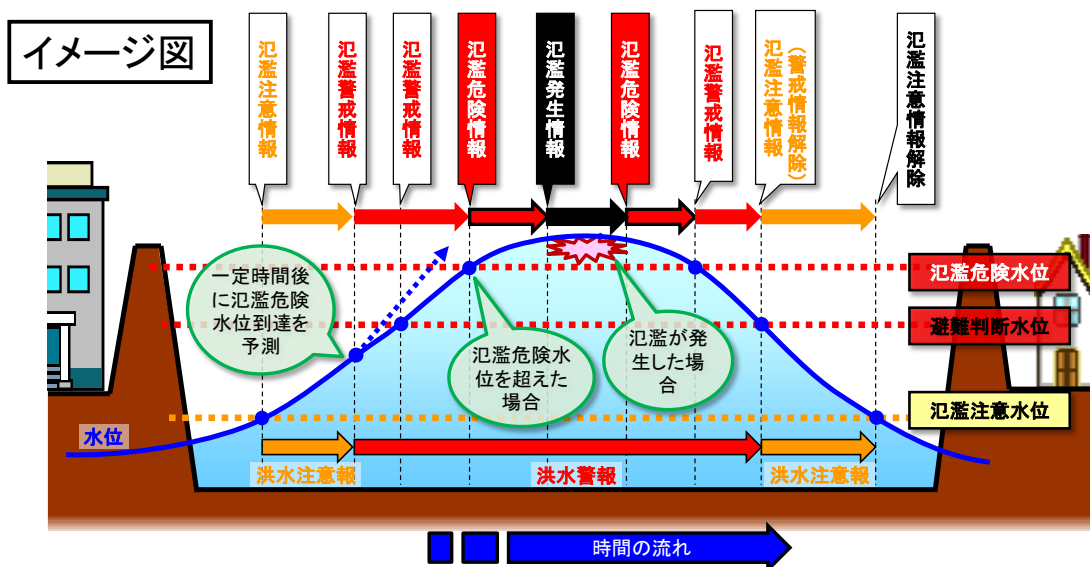 イメージ図
氾濫注意情報
氾濫警戒情報
氾濫警戒情報
氾濫危険情報
氾濫発生情報
氾濫危険情報
氾濫警戒情報
氾濫注意情報
（警戒情報解除）
氾濫注意情報解除
一定時間後
に氾濫危険
水位到達を
予測
氾濫危険水
位を超えた
場合
氾濫が発
生した場
合
氾濫危険水位
避難判断水位
氾濫注意水位
水位
洪水注意報
洪水警報
洪水注意報
時間の流れ